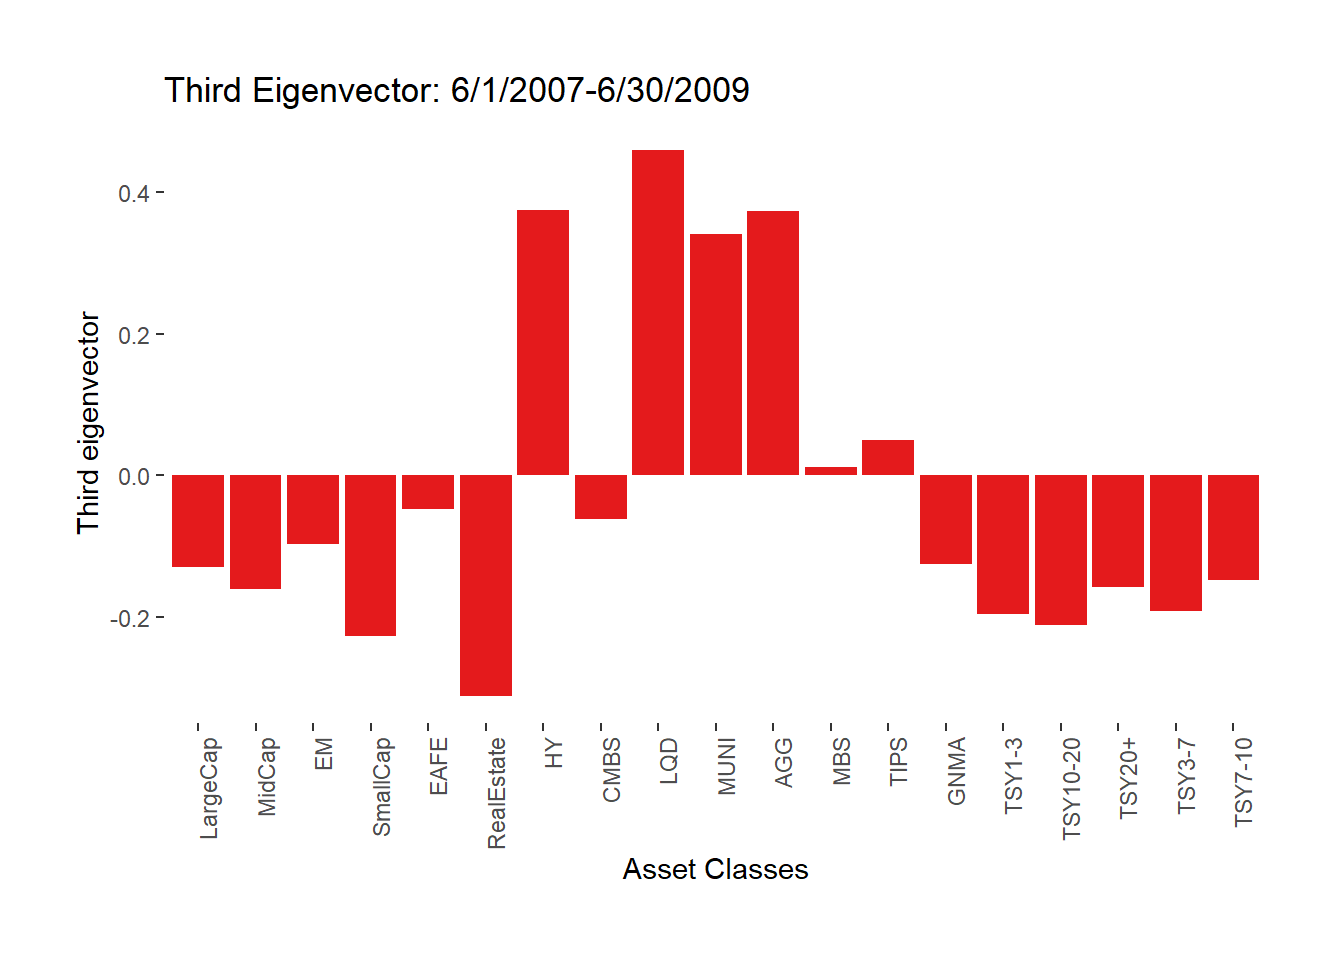 Third Eigenvector: 6/1/2007-6/30/2009
Third eigenvector
0.4
0.2
0.0
-0.2
LargeCap
MidCap
EM
SmallCap
EAFE
RealEstate
HY
CMBS
LQD
MUNI
AGG
MBS
TIPS
GNMA
TSY1-3
TSY10-20
TSY20+
TSY3-7
TSY7-10
Asset Classes